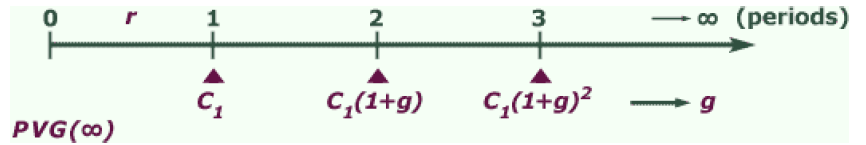 0 r 1 2 3 → ∞ (periods)
C₁ C₁(1+g) C₁(1+g)² → g
PVG(∞)